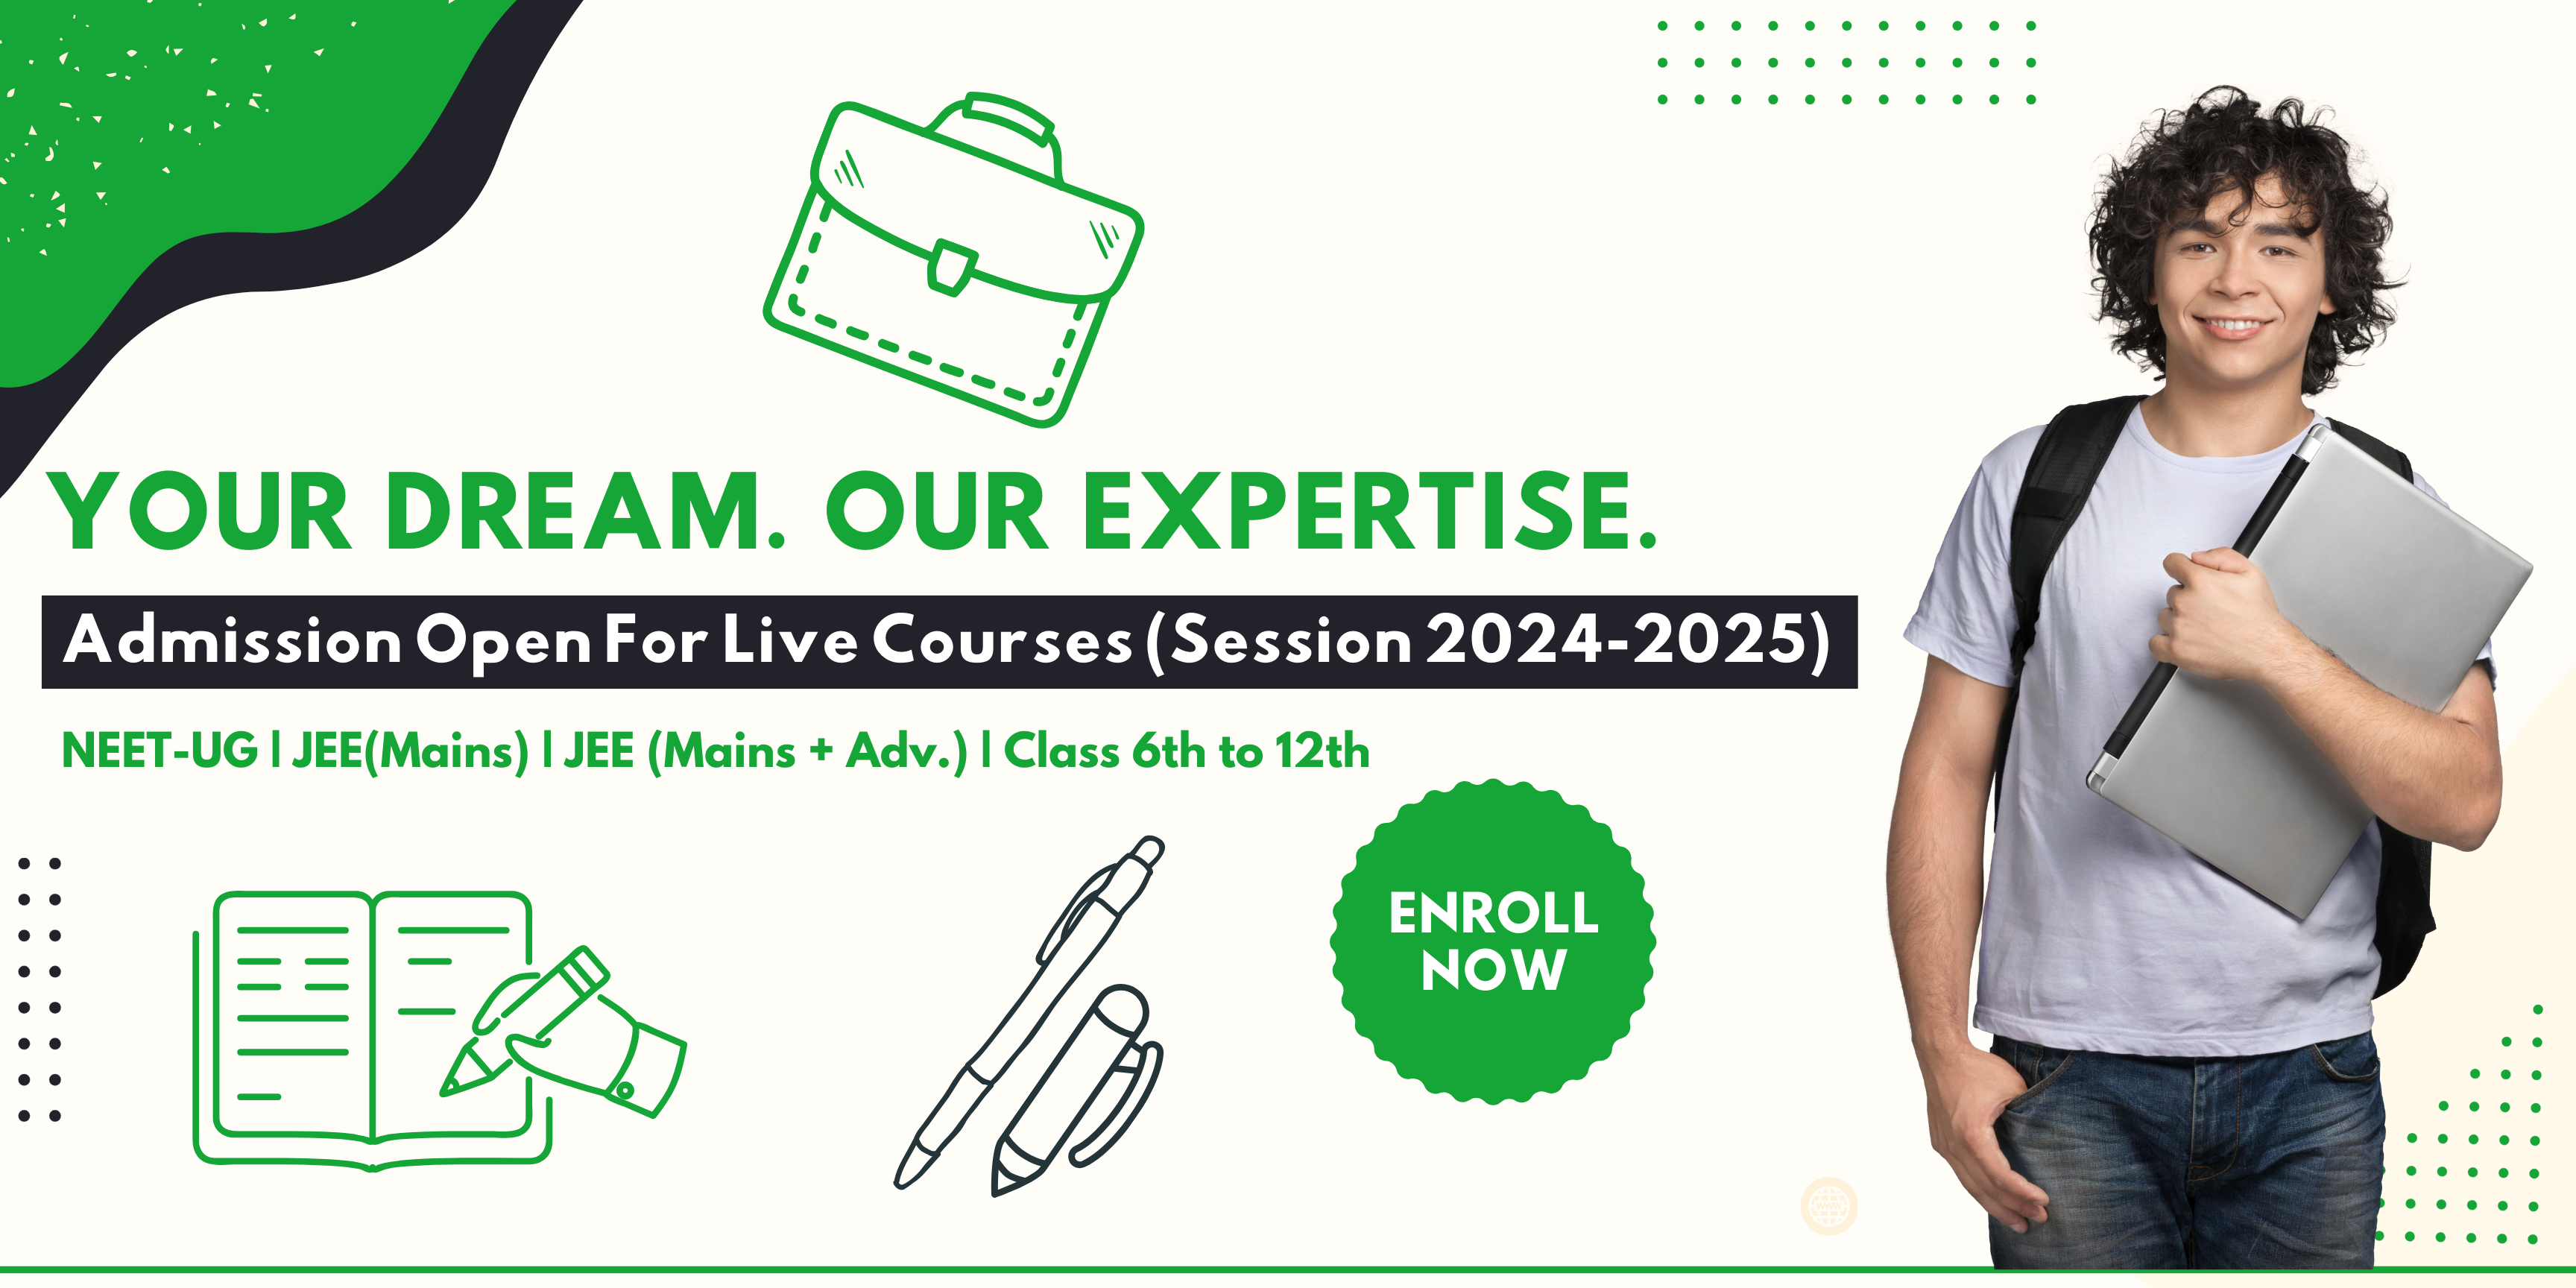 YOUR DREAM. OUR EXPERTISE.
Admission Open For Live Courses (Session 2024-2025)
NEET-UG | JEE(Mains) | JEE (Mains + Adv.) | Class 6th to 12th
ENROLL
NOW